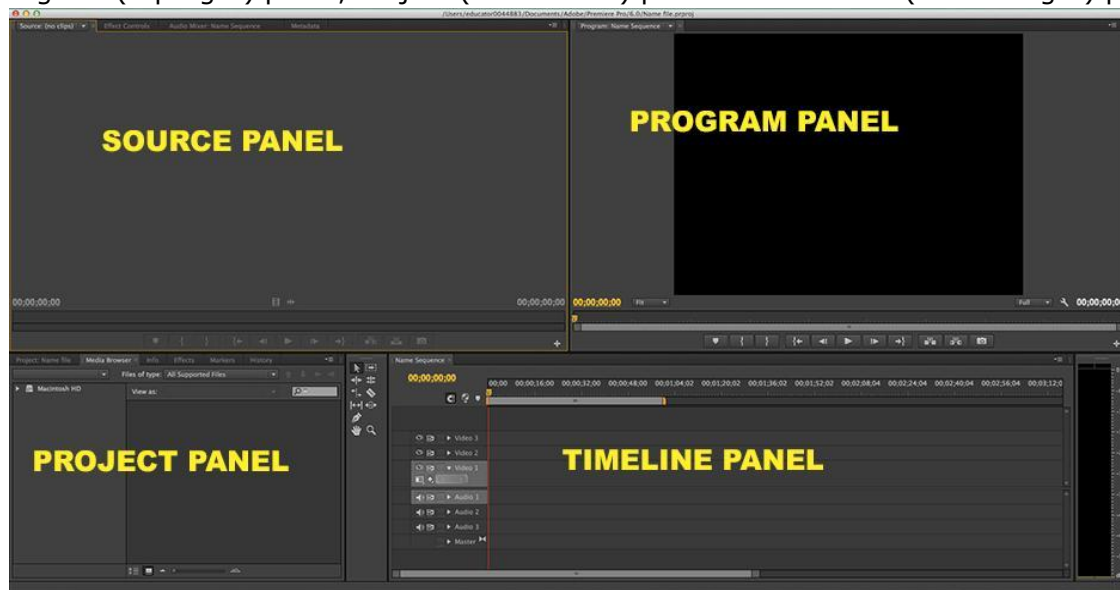 /Users/educator0044883/Documents/Adobe/Premiere Pro/6.0/Name file.prproj
Source: (no clips) Effect Controls Audio Mixer: Name Sequence Metadata
Program: Name Sequence
SOURCE PANEL
PROGRAM PANEL
00;00;00;00 00;00;00;00
00;00;00;00 Fit Full 00;00;00;0
Project: Name file Media Browser Info Effects Markers History
Files of type: All Supported Files
Macintosh HD View as:
PROJECT PANEL
Name Sequence
00;00;00;00
00;00 00;00;16;00 00;00;32;00 00;00;48;00 00;01;04;02 00;01;20;02 00;01;36;02 00;01;52;02 00;02;08;04 00;02;24;04 00;02;40;04 00;02;56;04 00;03;12;0
Video 3
Video 2
Video 1
TIMELINE PANEL
Audio 1
Audio 2
Audio 3
Master